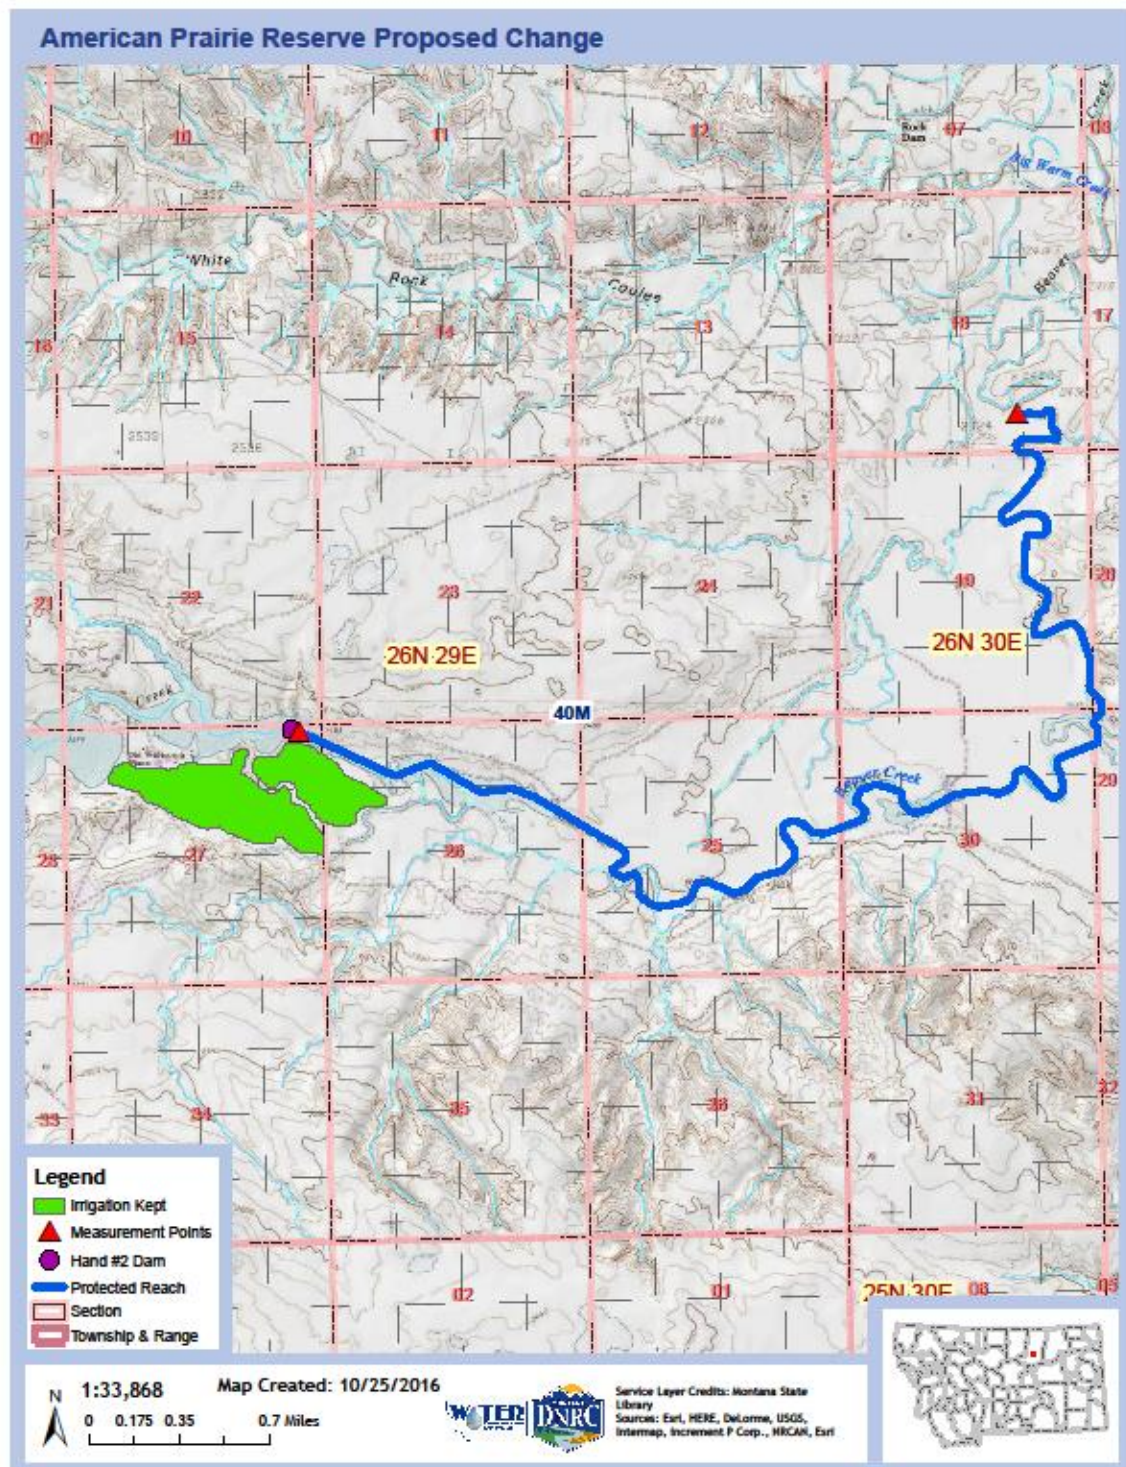 American Prairie Reserve Proposed Change
09
10
11
12
Rock
Dam
07
08
Creek
Big Warm Creek
White
Rock
Coulee
Beaver
16
15
14
13
18
17
2530
2536
21
22
23
24
19
20
26N 29E
26N 30E
Creek
40M
Beaver Creek
28
27
26
25
30
29
33
34
35
36
31
32
02
01
25N 30E
06
05
Legend
Irrigation Kept
Measurement Points
Hand #2 Dam
Protected Reach
Section
Township & Range
N
1:33,868
Map Created: 10/25/2016
0 0.175 0.35 0.7 Miles
WATER
DNRC
Service Layer Credits: Montana State
Library
Sources: Esri, HERE, DeLorme, USGS,
Intermap, Increment P Corp., NRCAN, Esri